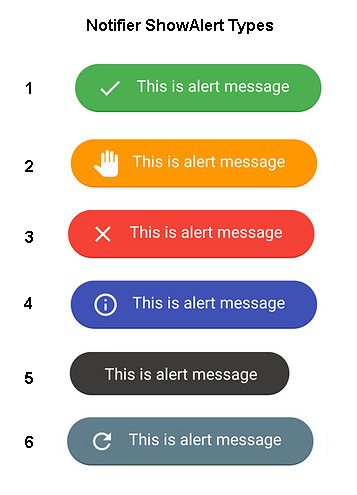 Notifier ShowAlert Types
1 This is alert message
2 This is alert message
3 This is alert message
4 This is alert message
5 This is alert message
6 This is alert message